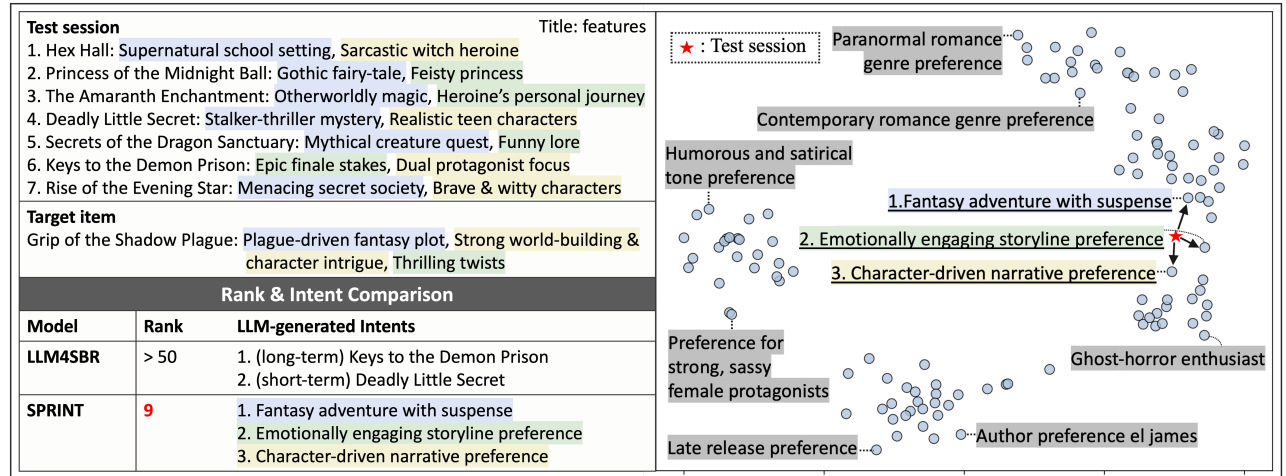 Test session Title: features
1. Hex Hall: Supernatural school setting, Sarcastic witch heroine
2. Princess of the Midnight Ball: Gothic fairy-tale, Feisty princess
3. The Amaranth Enchantment: Otherworldly magic, Heroine's personal journey
4. Deadly Little Secret: Stalker-thriller mystery, Realistic teen characters
5. Secrets of the Dragon Sanctuary: Mythical creature quest, Funny lore
6. Keys to the Demon Prison: Epic finale stakes, Dual protagonist focus
7. Rise of the Evening Star: Menacing secret society, Brave & witty characters
Target item
Grip of the Shadow Plague: Plague-driven fantasy plot, Strong world-building &
character intrigue, Thrilling twists
Rank & Intent Comparison
Model Rank LLM-generated Intents
LLM4SBR > 50 1. (long-term) Keys to the Demon Prison
2. (short-term) Deadly Little Secret
SPRINT 9 1. Fantasy adventure with suspense
2. Emotionally engaging storyline preference
3. Character-driven narrative preference
★ : Test session
Paranormal romance
genre preference
Contemporary romance genre preference
Humorous and satirical
tone preference
1.Fantasy adventure with suspense
2. Emotionally engaging storyline preference
3. Character-driven narrative preference
Preference for
strong, sassy
female protagonists
Ghost-horror enthusiast
Author preference el james
Late release preference